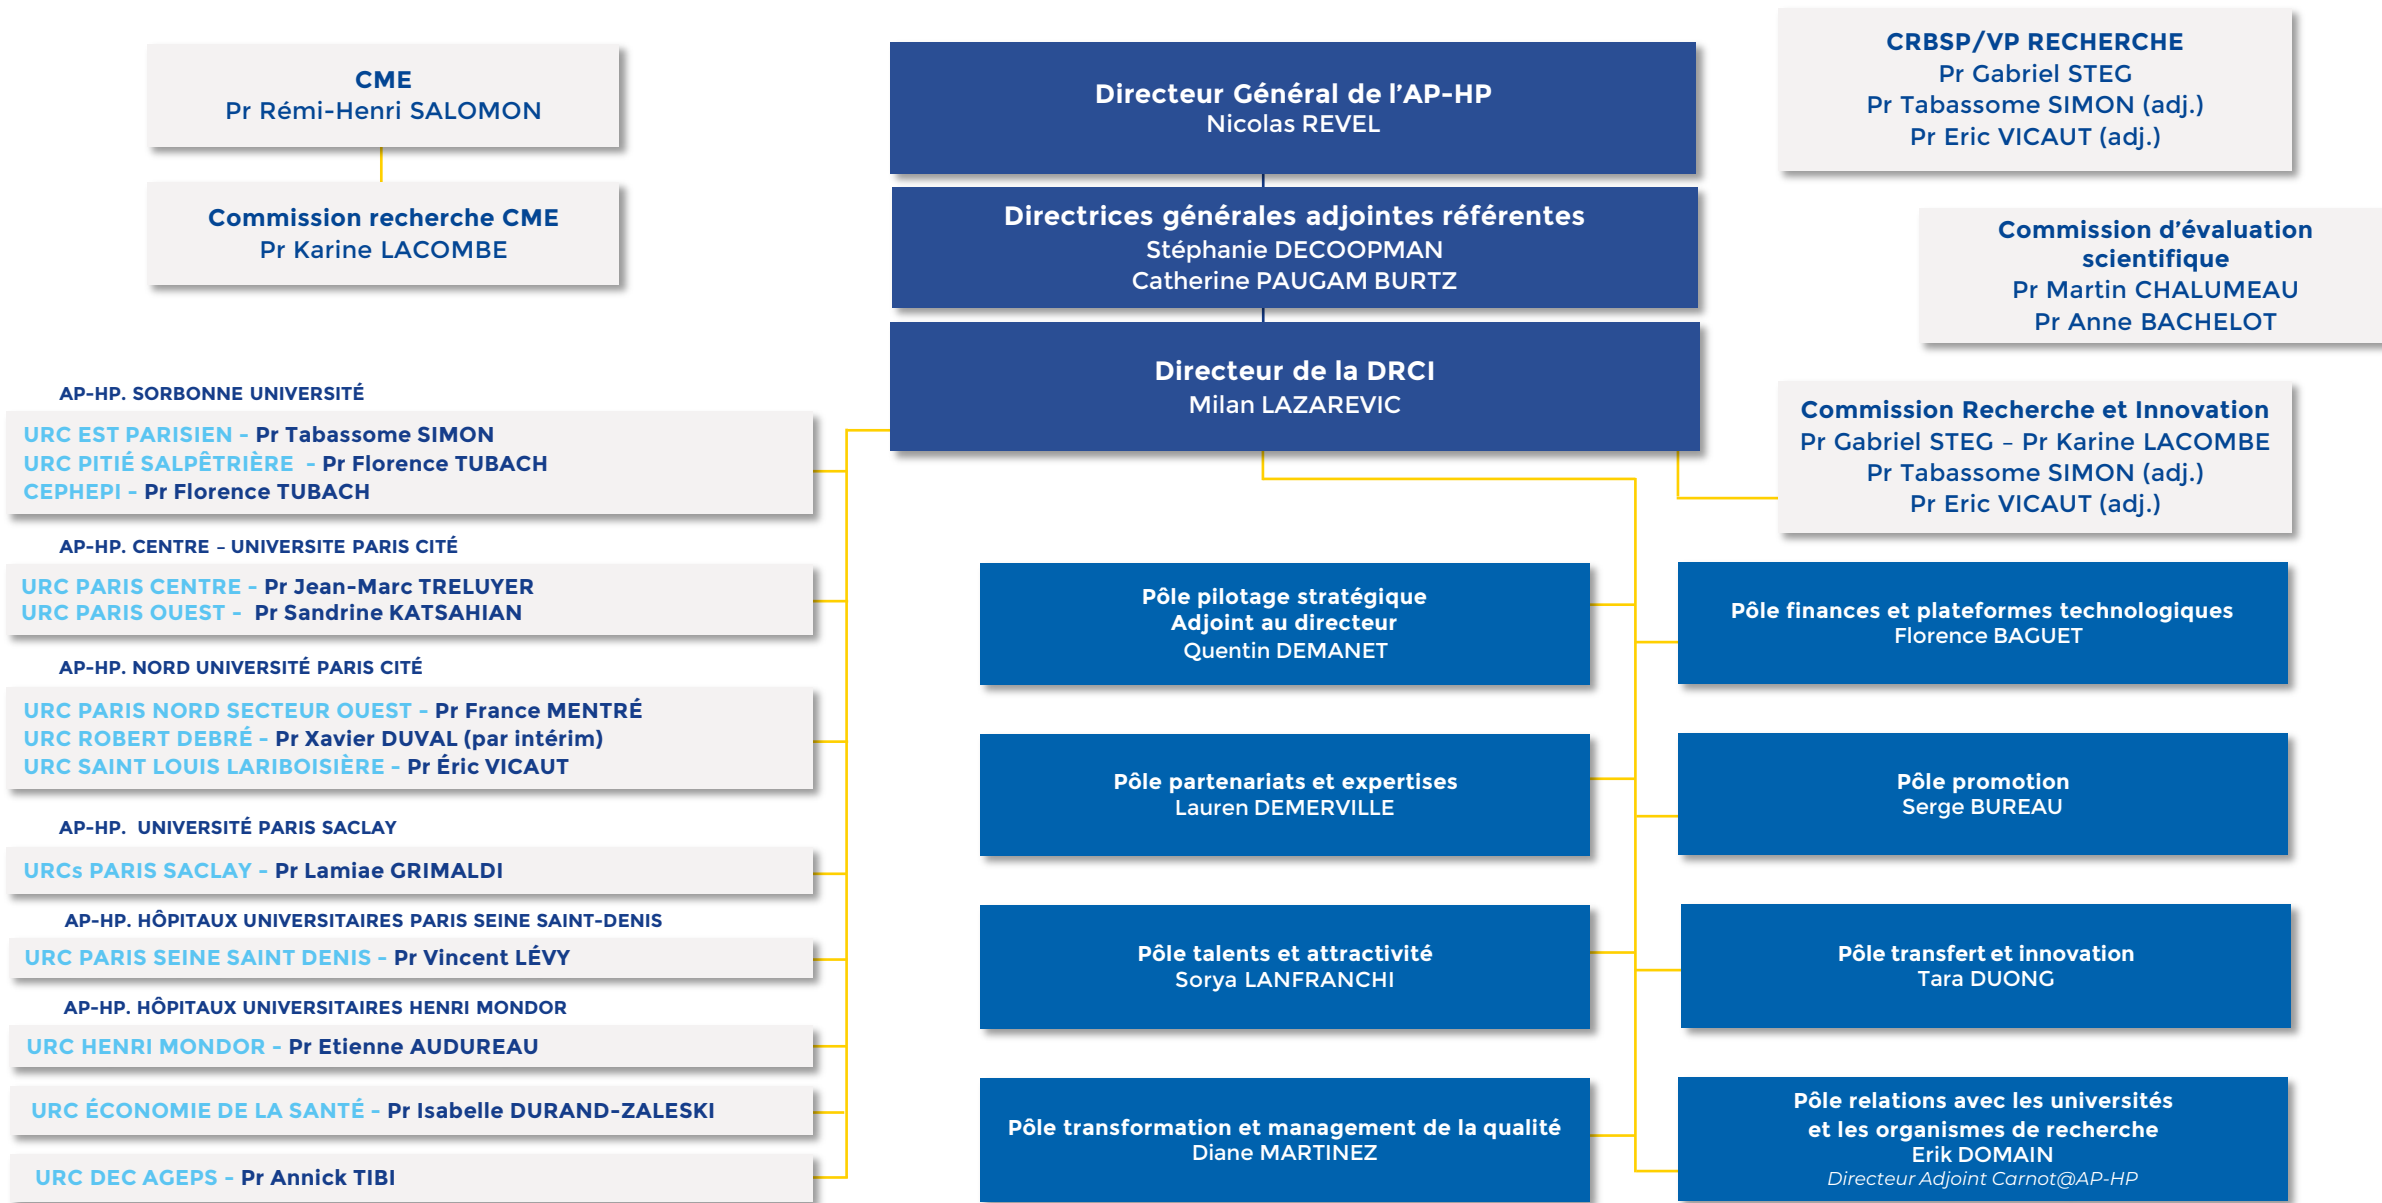 CME
Pr Rémi-Henri SALOMON
Commission recherche CME
Pr Karine LACOMBE
Directeur Général de l'AP-HP
Nicolas REVEL
Directrices générales adjointes référentes
Stéphanie DECOOPMAN
Catherine PAUGAM BURTZ
Directeur de la DRCI
Milan LAZAREVIC
CRBSP/VP RECHERCHE
Pr Gabriel STEG
Pr Tabassome SIMON (adj.)
Pr Eric VICAUT (adj.)
Commission d'évaluation
scientifique
Pr Martin CHALUMEAU
Pr Anne BACHELOT
Commission Recherche et Innovation
Pr Gabriel STEG – Pr Karine LACOMBE
Pr Tabassome SIMON (adj.)
Pr Eric VICAUT (adj.)
AP-HP. SORBONNE UNIVERSITÉ
URC EST PARISIEN - Pr Tabassome SIMON
URC PITIÉ SALPÊTRIÈRE - Pr Florence TUBACH
CEPHEPI - Pr Florence TUBACH
AP-HP. CENTRE – UNIVERSITE PARIS CITÉ
URC PARIS CENTRE - Pr Jean-Marc TRELUYER
URC PARIS OUEST - Pr Sandrine KATSAHIAN
AP-HP. NORD UNIVERSITÉ PARIS CITÉ
URC PARIS NORD SECTEUR OUEST - Pr France MENTRÉ
URC ROBERT DEBRÉ - Pr Xavier DUVAL (par intérim)
URC SAINT LOUIS LARIBOISIÈRE - Pr Éric VICAUT
AP-HP. UNIVERSITÉ PARIS SACLAY
URCs PARIS SACLAY - Pr Lamiae GRIMALDI
AP-HP. HÔPITAUX UNIVERSITAIRES PARIS SEINE SAINT-DENIS
URC PARIS SEINE SAINT DENIS - Pr Vincent LÉVY
AP-HP. HÔPITAUX UNIVERSITAIRES HENRI MONDOR
URC HENRI MONDOR - Pr Etienne AUDUREAU
URC ÉCONOMIE DE LA SANTÉ - Pr Isabelle DURAND-ZALESKI
URC DEC AGEPS - Pr Annick TIBI
Pôle pilotage stratégique
Adjoint au directeur
Quentin DEMANET
Pôle finances et plateformes technologiques
Florence BAGUET
Pôle partenariats et expertises
Lauren DEMERVILLE
Pôle promotion
Serge BUREAU
Pôle talents et attractivité
Sorya LANFRANCHI
Pôle transfert et innovation
Tara DUONG
Pôle transformation et management de la qualité
Diane MARTINEZ
Pôle relations avec les universités
et les organismes de recherche
Erik DOMAIN
Directeur Adjoint Carnot@AP-HP